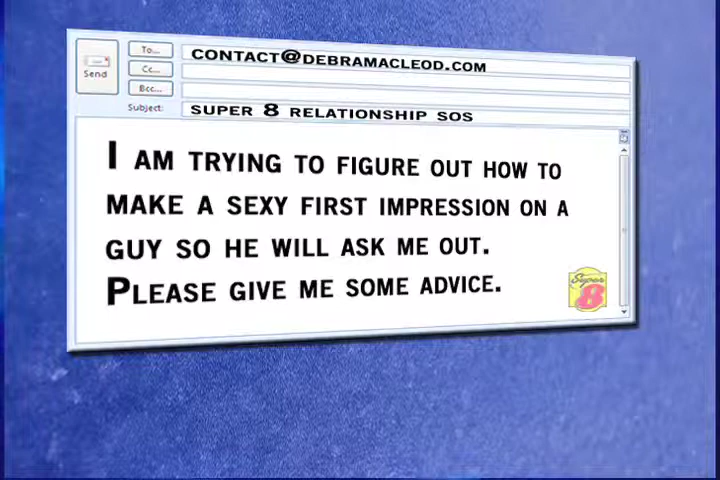 To...
CONTACT@DEBRAMACLEOD.COM
Send
Cc...
Bcc...
Subject:
SUPER 8 RELATIONSHIP SOS
I AM TRYING TO FIGURE OUT HOW TO
MAKE A SEXY FIRST IMPRESSION ON A
GUY SO HE WILL ASK ME OUT.
PLEASE GIVE ME SOME ADVICE.
Super
8